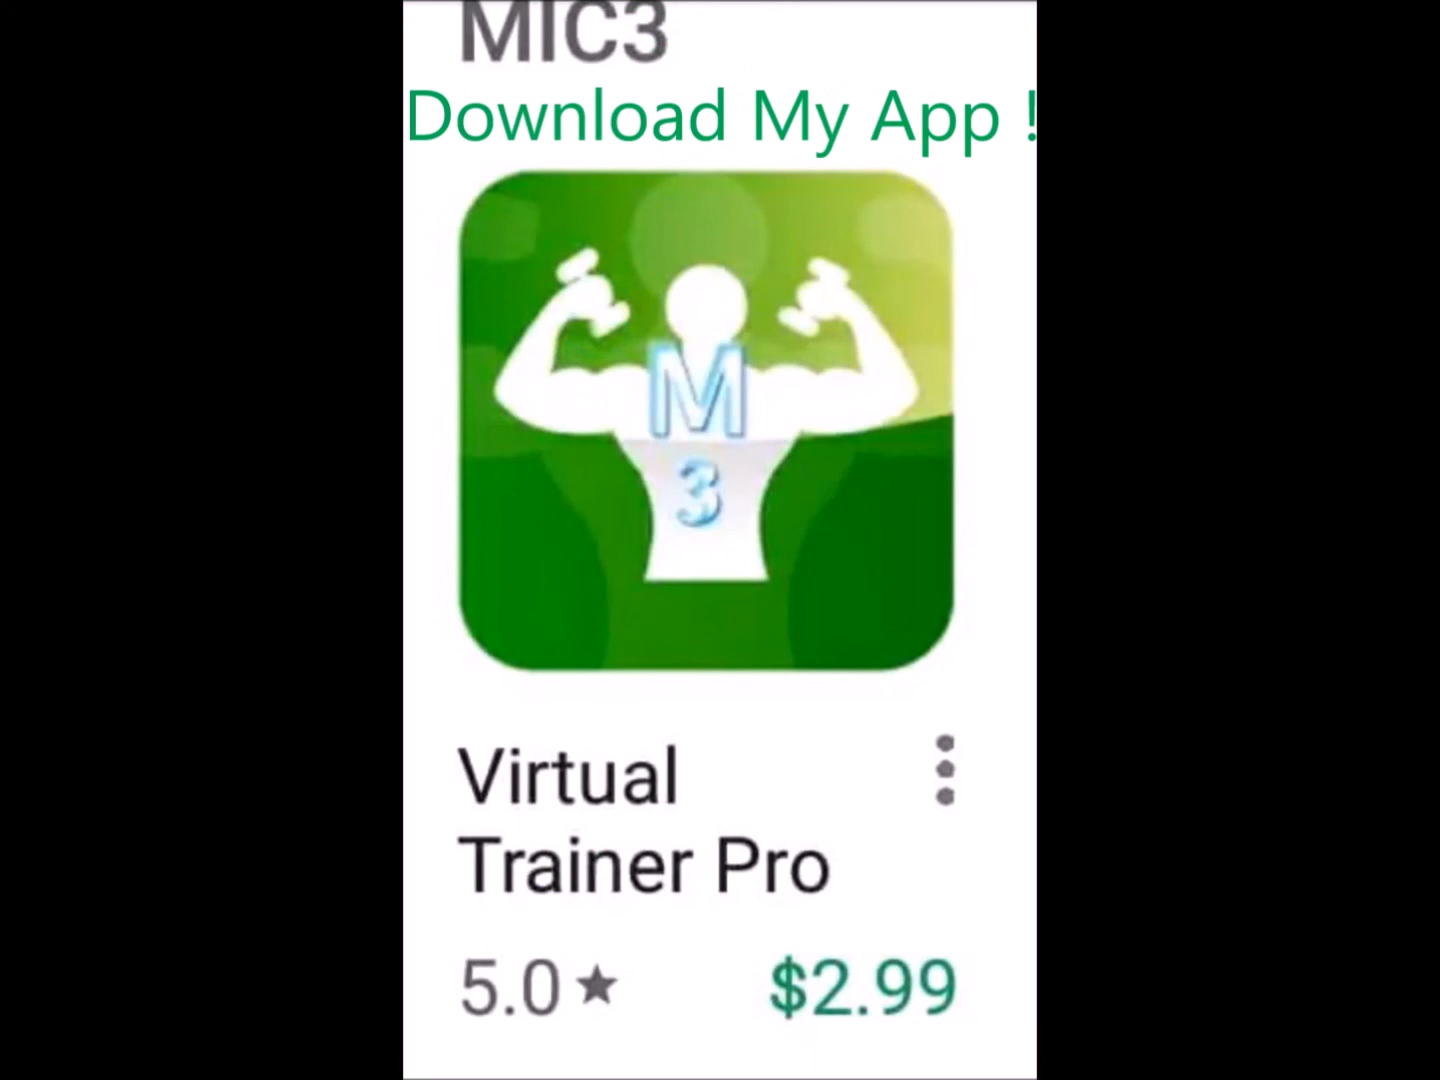 MIC3
Download My App !
M
3
Virtual
Trainer Pro
5.0★ $2.99